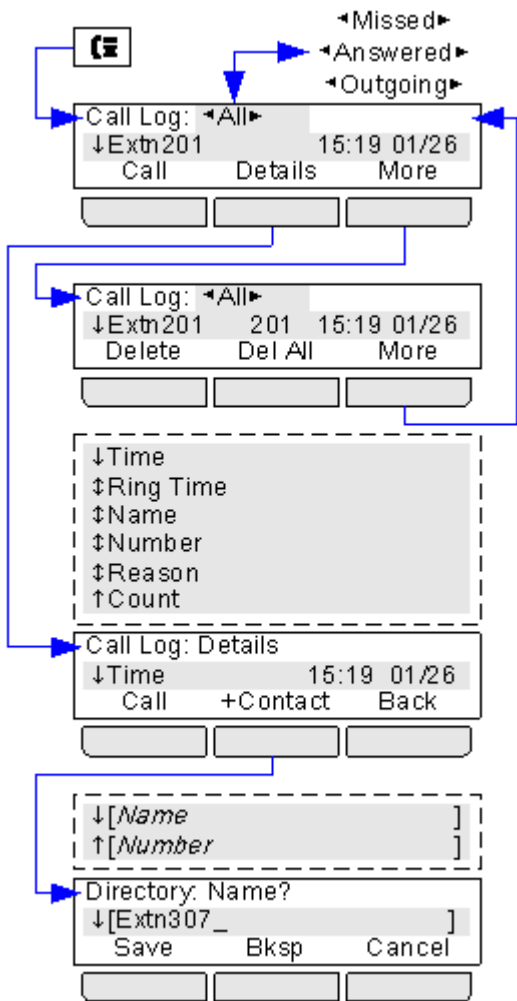 ◂Missed▸
◂Answered▸
◂Outgoing▸
Call Log: ◂All▸
↓Extn201 15:19 01/26
Call Details More
Call Log: ◂All▸
↓Extn201 201 15:19 01/26
Delete Del All More
↓Time
↕Ring Time
↕Name
↕Number
↕Reason
↑Count
Call Log: Details
↓Time 15:19 01/26
Call +Contact Back
↓[Name ]
↑[Number ]
Directory: Name?
↓[Extn307_ ]
Save Bksp Cancel